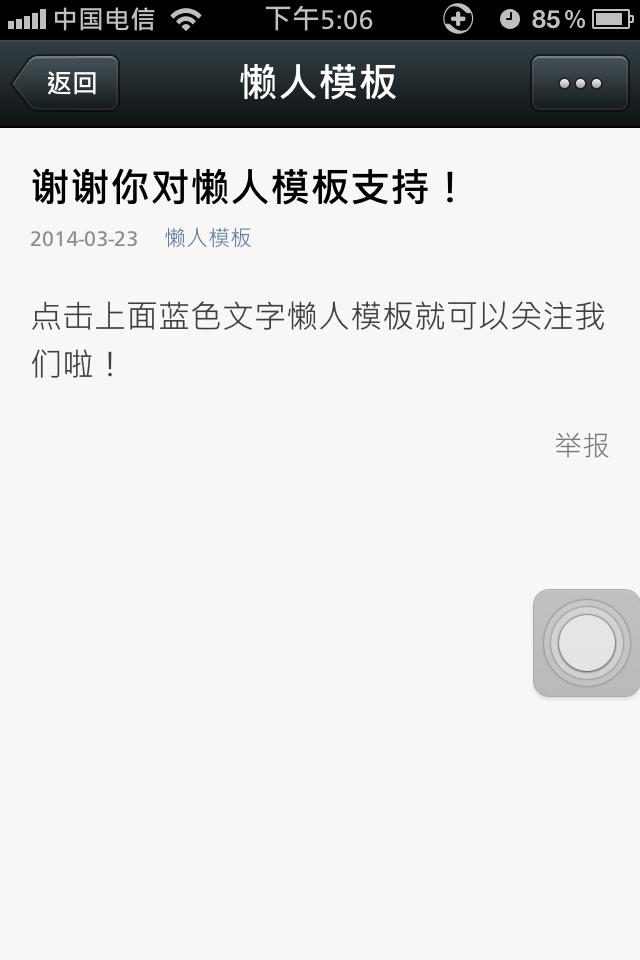 中国电信 下午5:06 85%
返回 懒人模板
谢谢你对懒人模板支持！
2014-03-23 懒人模板
点击上面蓝色文字懒人模板就可以关注我
们啦！
举报